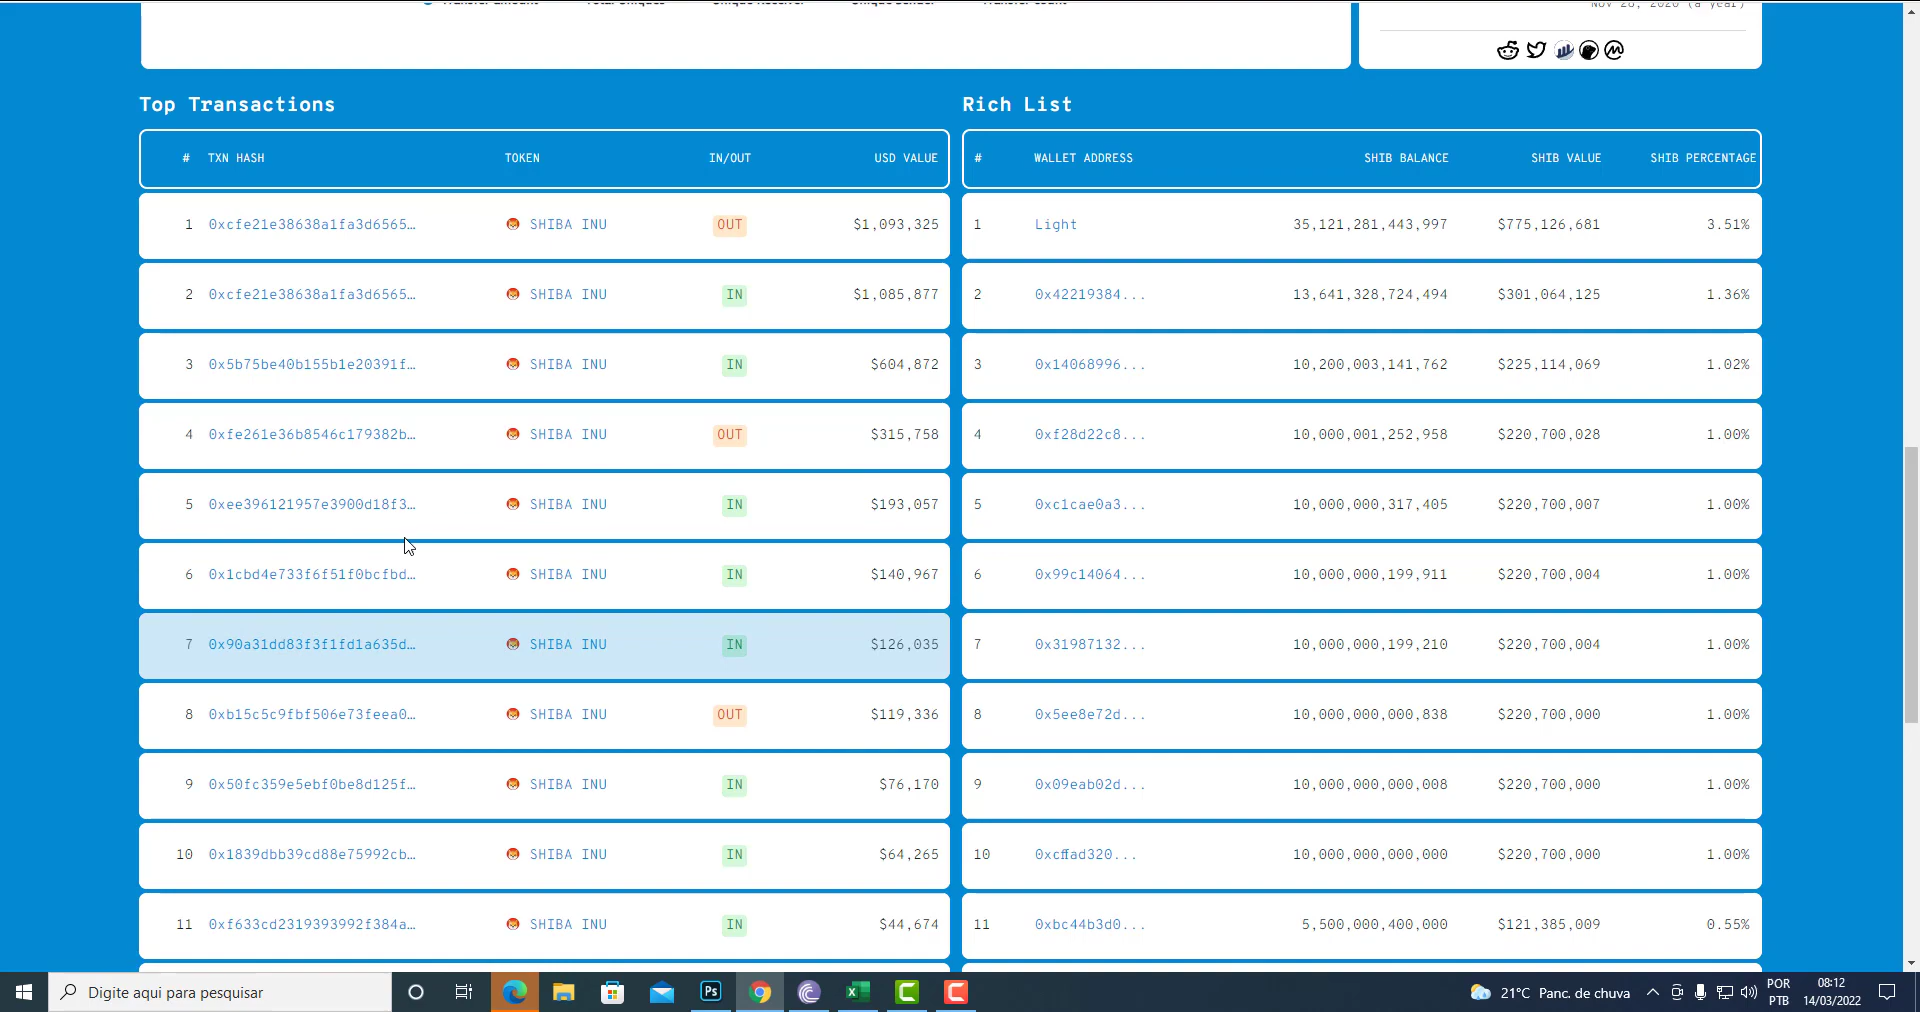 Nov 28, 2020 (a year)
Top Transactions
# TXN HASH TOKEN IN/OUT USD VALUE
1 0xcfe21e38638a1fa3d6565… SHIBA INU OUT $1,093,325
2 0xcfe21e38638a1fa3d6565… SHIBA INU IN $1,085,877
3 0x5b75be40b155b1e20391f… SHIBA INU IN $604,872
4 0xfe261e36b8546c179382b… SHIBA INU OUT $315,758
5 0xee396121957e3900d18f3… SHIBA INU IN $193,057
6 0x1cbd4e733f6f51f0bcfbd… SHIBA INU IN $140,967
7 0x90a31dd83f3f1fd1a635d… SHIBA INU IN $126,035
8 0xb15c5c9fbf506e73feea0… SHIBA INU OUT $119,336
9 0x50fc359e5ebf0be8d125f… SHIBA INU IN $76,170
10 0x1839dbb39cd88e75992cb… SHIBA INU IN $64,265
11 0xf633cd2319393992f384a… SHIBA INU IN $44,674
Rich List
# WALLET ADDRESS SHIB BALANCE SHIB VALUE SHIB PERCENTAGE
1 Light 35,121,281,443,997 $775,126,681 3.51%
2 0x42219384... 13,641,328,724,494 $301,064,125 1.36%
3 0x14068996... 10,200,003,141,762 $225,114,069 1.02%
4 0xf28d22c8... 10,000,001,252,958 $220,700,028 1.00%
5 0xc1cae0a3... 10,000,000,317,405 $220,700,007 1.00%
6 0x99c14064... 10,000,000,199,911 $220,700,004 1.00%
7 0x31987132... 10,000,000,199,210 $220,700,004 1.00%
8 0x5ee8e72d... 10,000,000,000,838 $220,700,000 1.00%
9 0x09eab02d... 10,000,000,000,008 $220,700,000 1.00%
10 0xcffad320... 10,000,000,000,000 $220,700,000 1.00%
11 0xbc44b3d0... 5,500,000,400,000 $121,385,009 0.55%
Digite aqui para pesquisar
Ps
21°C Panc. de chuva
POR
PTB
08:12
14/03/2022